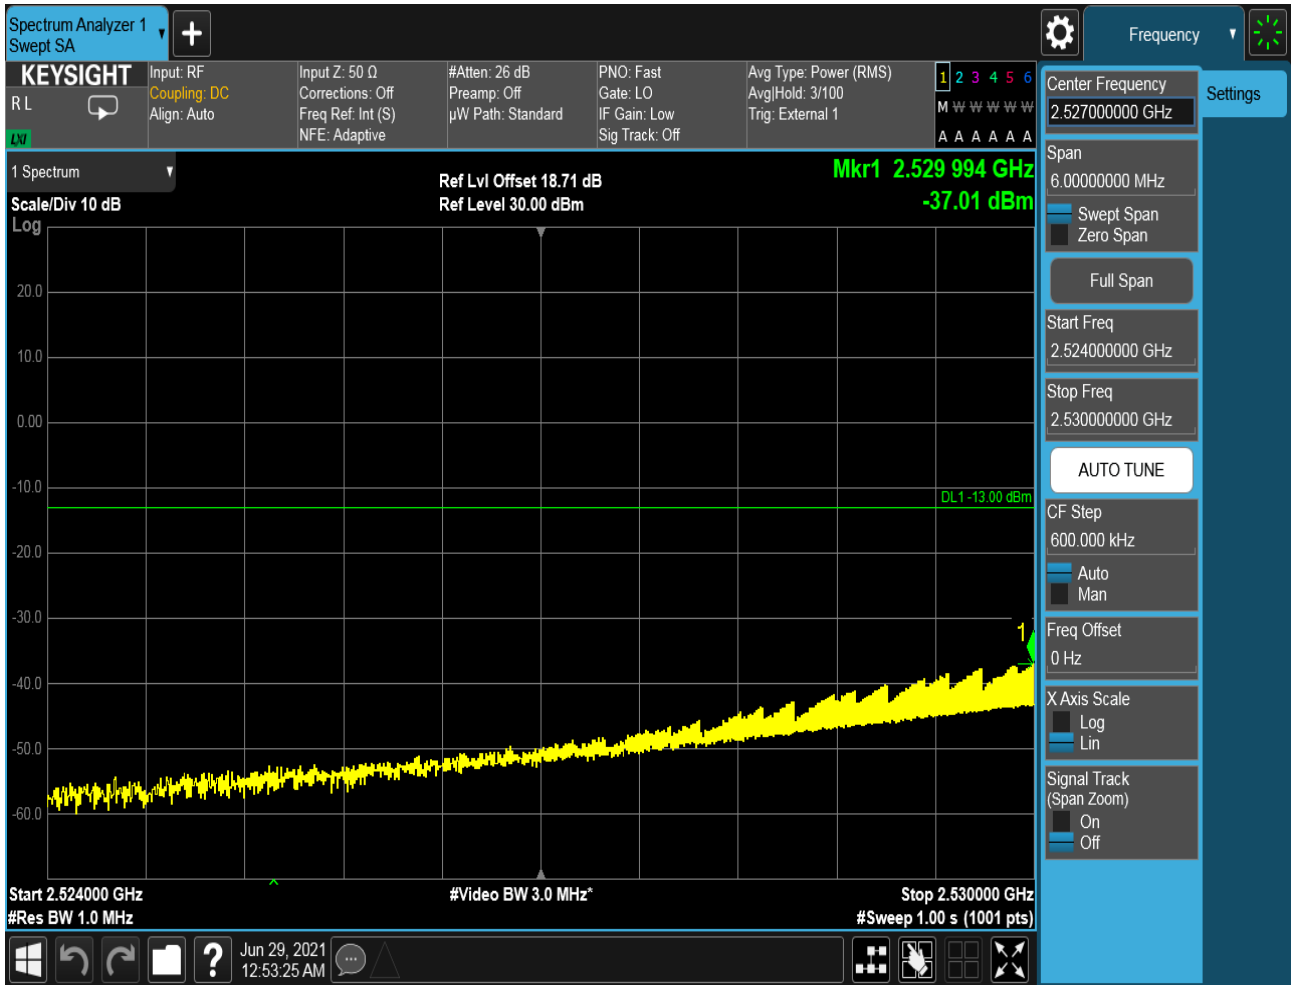 Spectrum Analyzer 1
Swept SA
Frequency
KEYSIGHT
R L
LXI
Input: RF
Coupling: DC
Align: Auto
Input Z: 50 Ω
Corrections: Off
Freq Ref: Int (S)
NFE: Adaptive
#Atten: 26 dB
Preamp: Off
µW Path: Standard
PNO: Fast
Gate: LO
IF Gain: Low
Sig Track: Off
Avg Type: Power (RMS)
Avg|Hold: 3/100
Trig: External 1
1 2 3 4 5 6
M W W W W W
A A A A A A
1 Spectrum
Scale/Div 10 dB
Log
Ref Lvl Offset 18.71 dB
Ref Level 30.00 dBm
Mkr1 2.529 994 GHz
-37.01 dBm
20.0
10.0
0.00
-10.0
-20.0
-30.0
-40.0
-50.0
-60.0
DL1 -13.00 dBm
1
Start 2.524000 GHz
#Res BW 1.0 MHz
#Video BW 3.0 MHz*
Stop 2.530000 GHz
#Sweep 1.00 s (1001 pts)
?
Jun 29, 2021
12:53:25 AM
Center Frequency
2.527000000 GHz
Settings
Span
6.00000000 MHz
Swept Span
Zero Span
Full Span
Start Freq
2.524000000 GHz
Stop Freq
2.530000000 GHz
AUTO TUNE
CF Step
600.000 kHz
Auto
Man
Freq Offset
0 Hz
X Axis Scale
Log
Lin
Signal Track
(Span Zoom)
On
Off